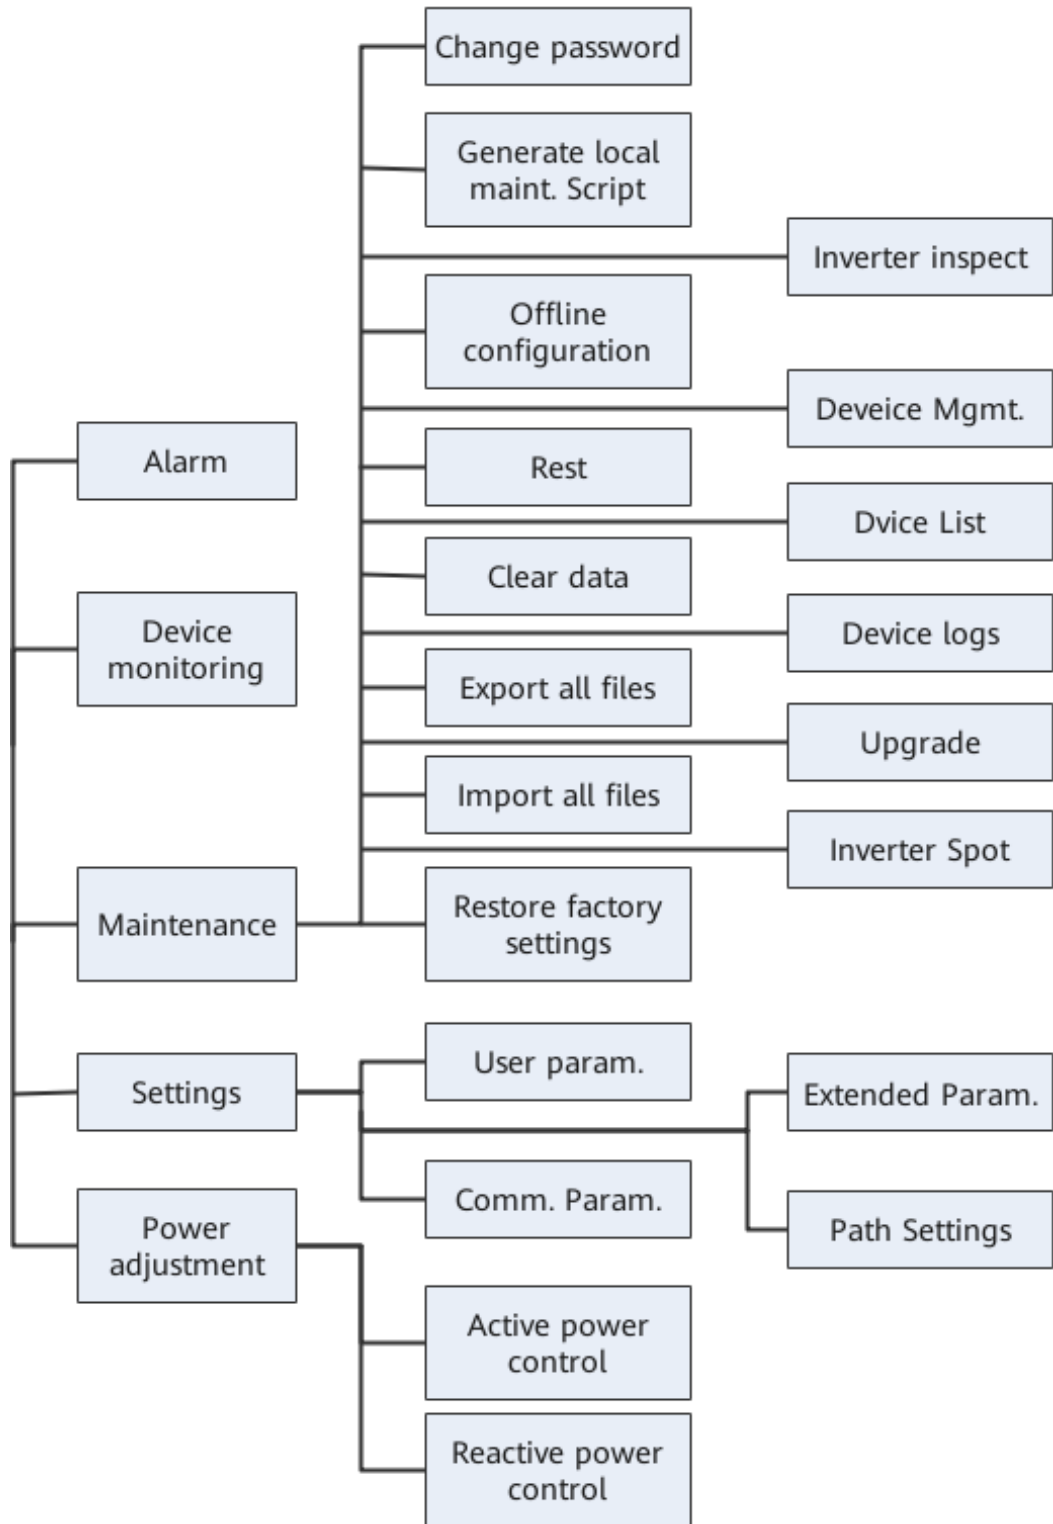 Change password
Generate local
maint. Script
Inverter inspect
Offline
configuration
Deveice Mgmt.
Alarm
Rest
Dvice List
Clear data
Device
monitoring
Device logs
Export all files
Upgrade
Import all files
Inverter Spot
Maintenance
Restore factory
settings
User param.
Settings
Extended Param.
Comm. Param.
Path Settings
Power
adjustment
Active power
control
Reactive power
control